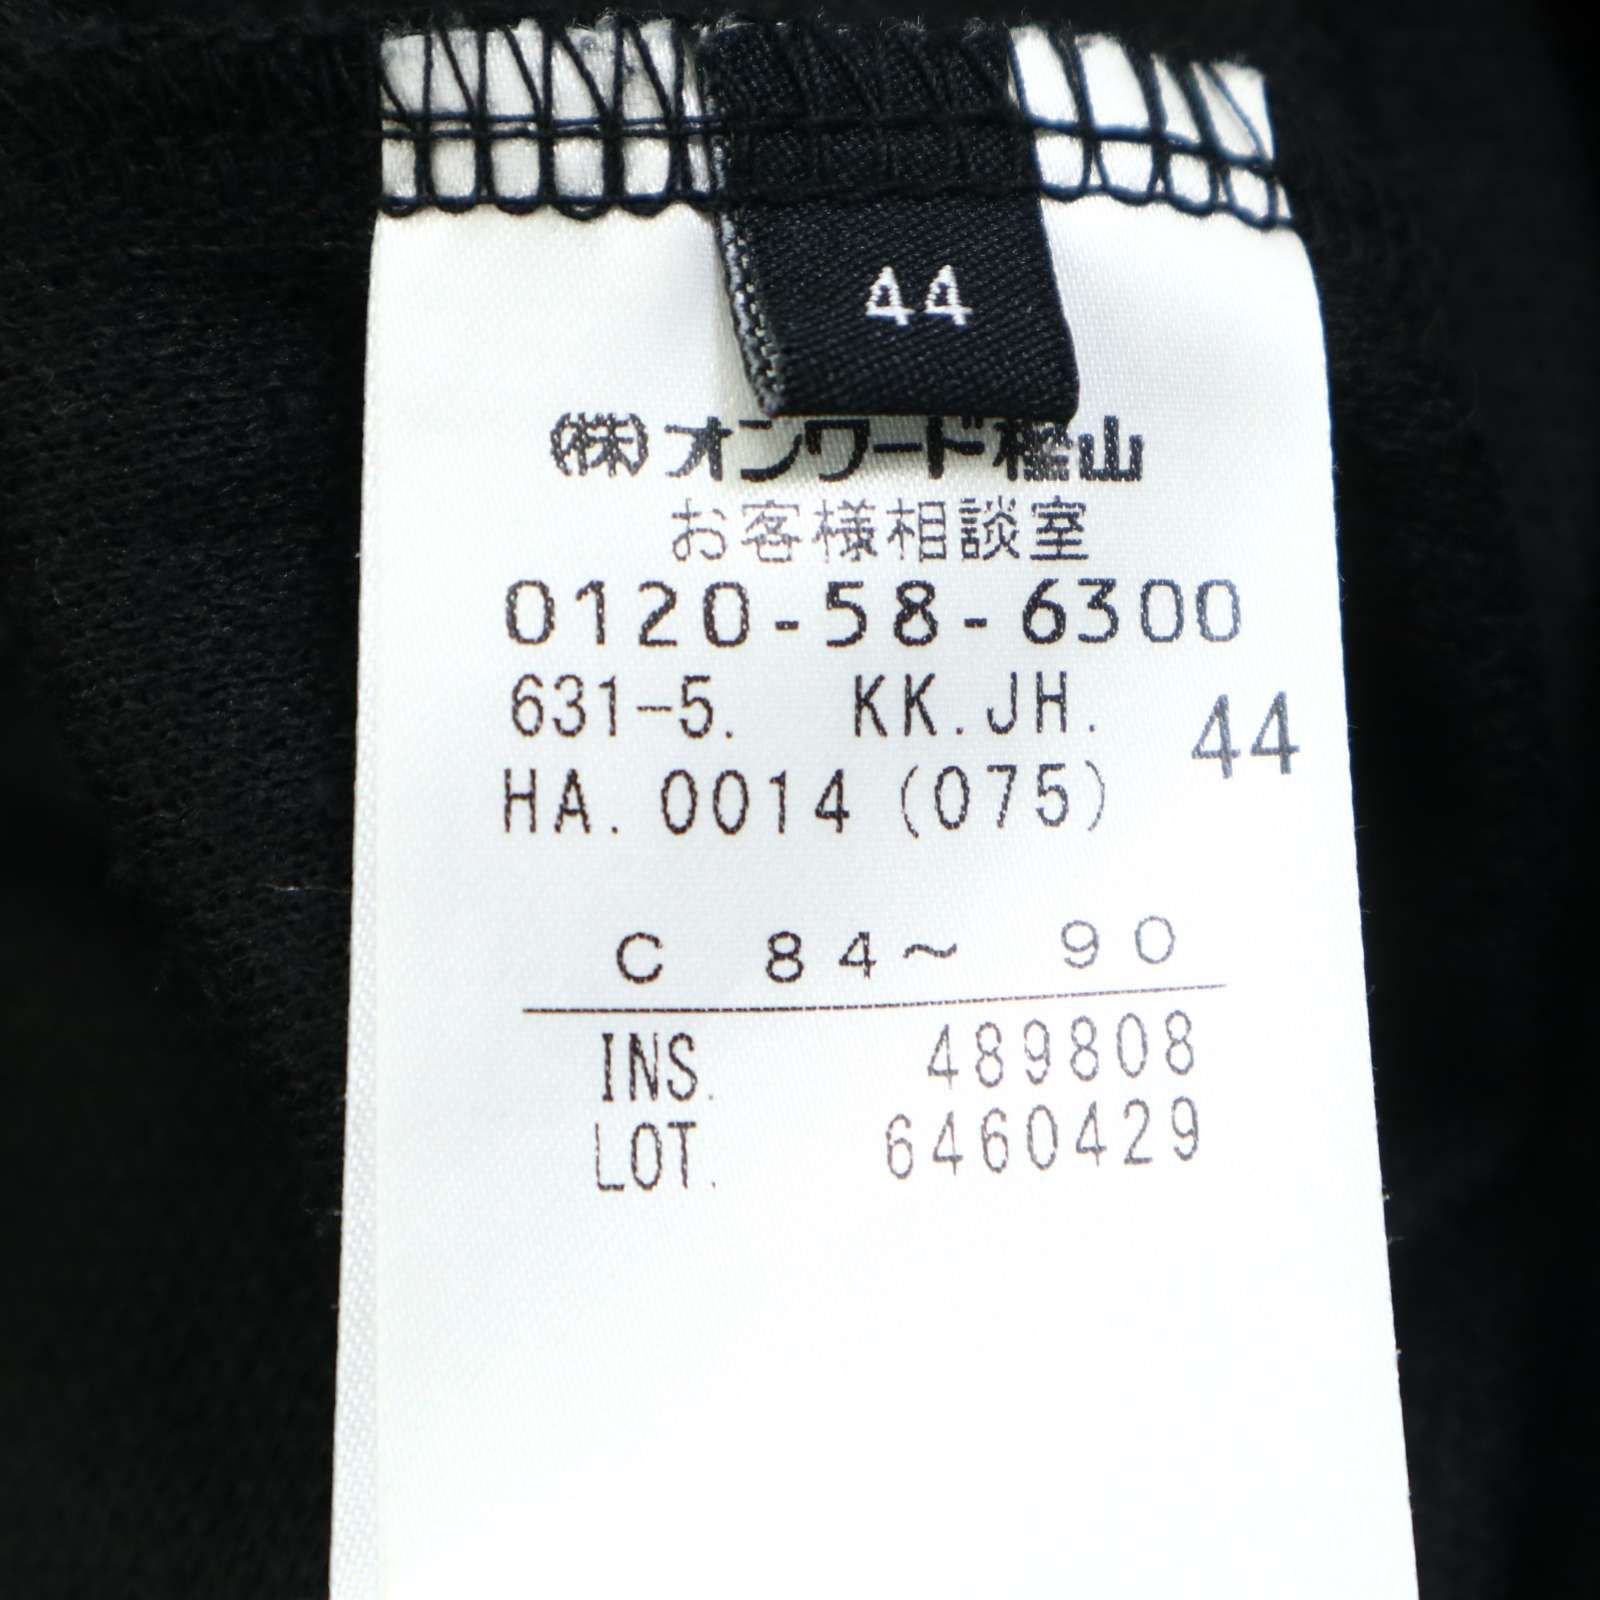 44
(株)オンワード樫山
お客様相談室
0120-58-6300
631-5. KK.JH. 44
HA. 0014 (075)
C 84~ 90
INS. 489808
LOT. 6460429